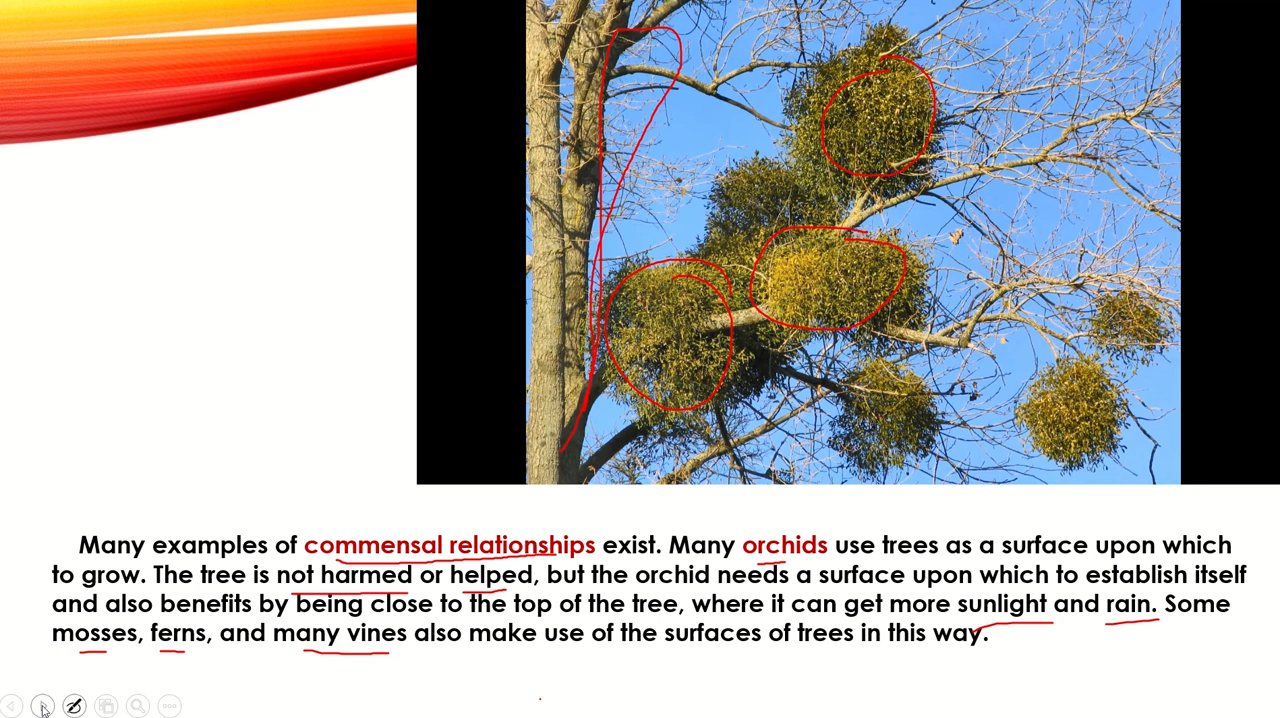 Many examples of commensal relationships exist. Many orchids use trees as a surface upon which
to grow. The tree is not harmed or helped, but the orchid needs a surface upon which to establish itself
and also benefits by being close to the top of the tree, where it can get more sunlight and rain. Some
mosses, ferns, and many vines also make use of the surfaces of trees in this way.